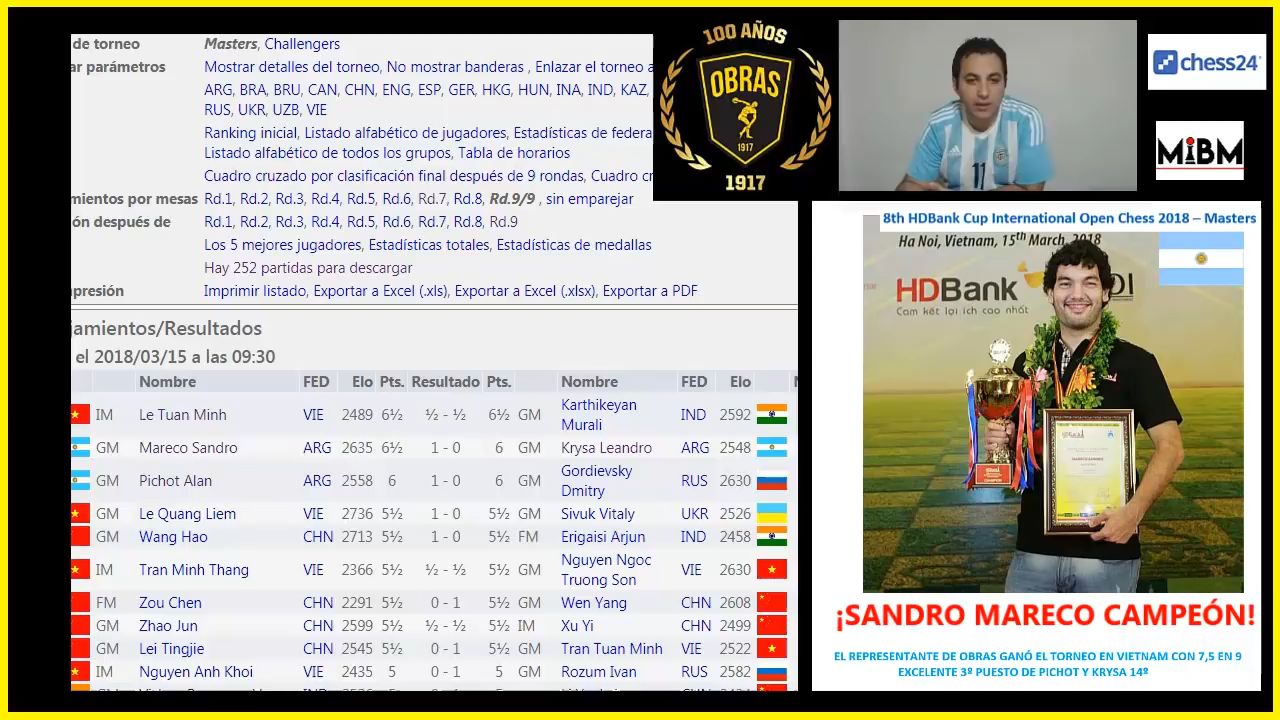 de torneo Masters, Challengers
ar parámetros Mostrar detalles del torneo, No mostrar banderas , Enlazar el torneo a
ARG, BRA, BRU, CAN, CHN, ENG, ESP, GER, HKG, HUN, INA, IND, KAZ,
RUS, UKR, UZB, VIE
Ranking inicial, Listado alfabético de jugadores, Estadísticas de federa
Listado alfabético de todos los grupos, Tabla de horarios
Cuadro cruzado por clasificación final después de 9 rondas, Cuadro cr
mientos por mesas Rd.1, Rd.2, Rd.3, Rd.4, Rd.5, Rd.6, Rd.7, Rd.8, Rd.9/9 , sin emparejar
ión después de Rd.1, Rd.2, Rd.3, Rd.4, Rd.5, Rd.6, Rd.7, Rd.8, Rd.9
Los 5 mejores jugadores, Estadísticas totales, Estadísticas de medallas
Hay 252 partidas para descargar
presión Imprimir listado, Exportar a Excel (.xls), Exportar a Excel (.xlsx), Exportar a PDF
jamientos/Resultados
el 2018/03/15 a las 09:30
Nombre FED Elo Pts. Resultado Pts. Nombre FED Elo
IM Le Tuan Minh VIE 2489 6½ ½ - ½ 6½ GM Karthikeyan Murali IND 2592
GM Mareco Sandro ARG 2635 6½ 1 - 0 6 GM Krysa Leandro ARG 2548
GM Pichot Alan ARG 2558 6 1 - 0 6 GM Gordievsky Dmitry RUS 2630
GM Le Quang Liem VIE 2736 5½ 1 - 0 5½ GM Sivuk Vitaly UKR 2526
GM Wang Hao CHN 2713 5½ 1 - 0 5½ FM Erigaisi Arjun IND 2458
IM Tran Minh Thang VIE 2366 5½ ½ - ½ 5½ GM Nguyen Ngoc Truong Son VIE 2630
FM Zou Chen CHN 2291 5½ 0 - 1 5½ GM Wen Yang CHN 2608
GM Zhao Jun CHN 2599 5½ ½ - ½ 5½ IM Xu Yi CHN 2499
GM Lei Tingjie CHN 2545 5½ 0 - 1 5½ GM Tran Tuan Minh VIE 2522
IM Nguyen Anh Khoi VIE 2435 5 0 - 1 5 GM Rozum Ivan RUS 2582
100 AÑOS
OBRAS
1917
1917
11
chess24
MiBM
8th HDBank Cup International Open Chess 2018 – Masters
Ha Noi, Vietnam, 15th March, 2018
HDBank
Cam kết lợi ích cao nhất
¡SANDRO MARECO CAMPEÓN!
EL REPRESENTANTE DE OBRAS GANÓ EL TORNEO EN VIETNAM CON 7,5 EN 9
EXCELENTE 3º PUESTO DE PICHOT Y KRYSA 14º